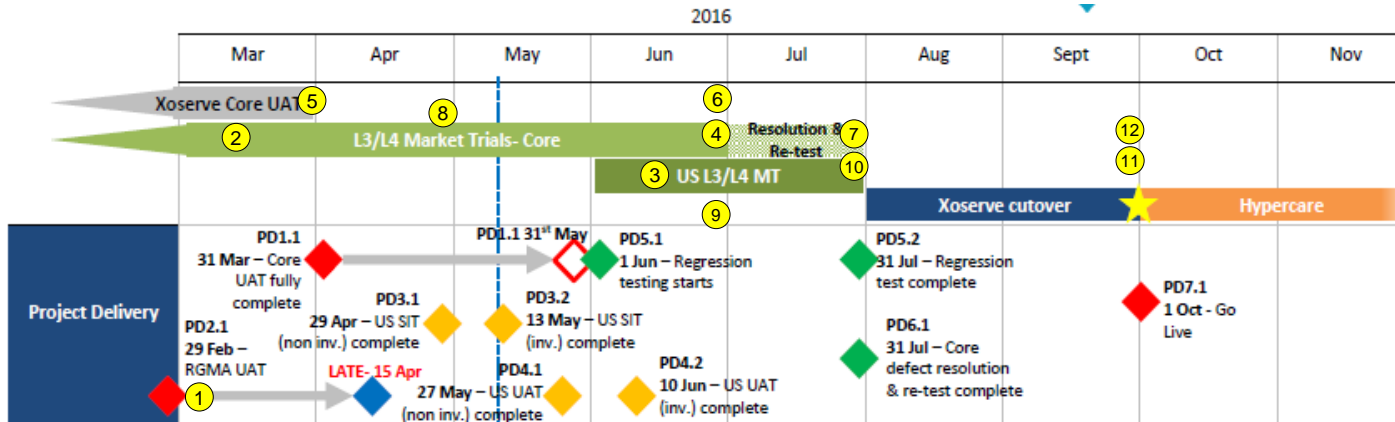 2016
Mar Apr May Jun Jul Aug Sept Oct Nov
Xoserve Core UAT 5
6
8
12
2 L3/L4 Market Trials- Core 4 Resolution & 7
Re-test
11
3 US L3/L4 MT 10
Xoserve cutover Hypercare
9
Project Delivery
PD1.1
31 Mar – Core
UAT fully
complete
PD1.1 31st May
PD5.1
1 Jun – Regression
testing starts
PD5.2
31 Jul – Regression
test complete
PD7.1
1 Oct - Go
Live
PD3.1
29 Apr – US SIT
(non inv.) complete
PD3.2
13 May – US SIT
(inv.) complete
PD2.1
29 Feb –
RGMA UAT
1
LATE- 15 Apr
PD4.1
27 May – US UAT
(non inv.) complete
PD4.2
10 Jun – US UAT
(inv.) complete
PD6.1
31 Jul – Core
defect resolution
& re-test complete